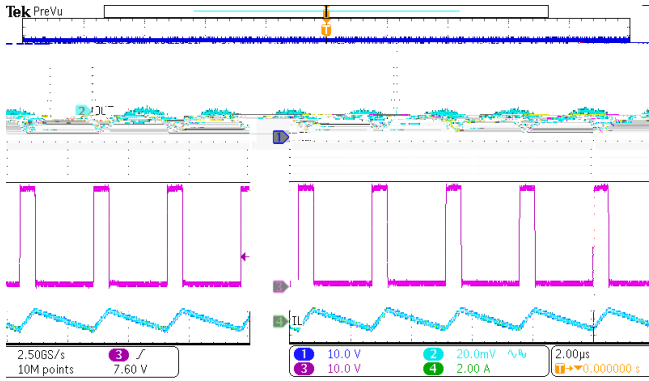 Tek PreVu
T
2
1
3
4 IL
2.50GS/s 3
10M points 7.60 V
1 10.0 V 2 20.0mV
3 10.0 V 4 2.00 A
2.00µs
T→▼0.000000 s